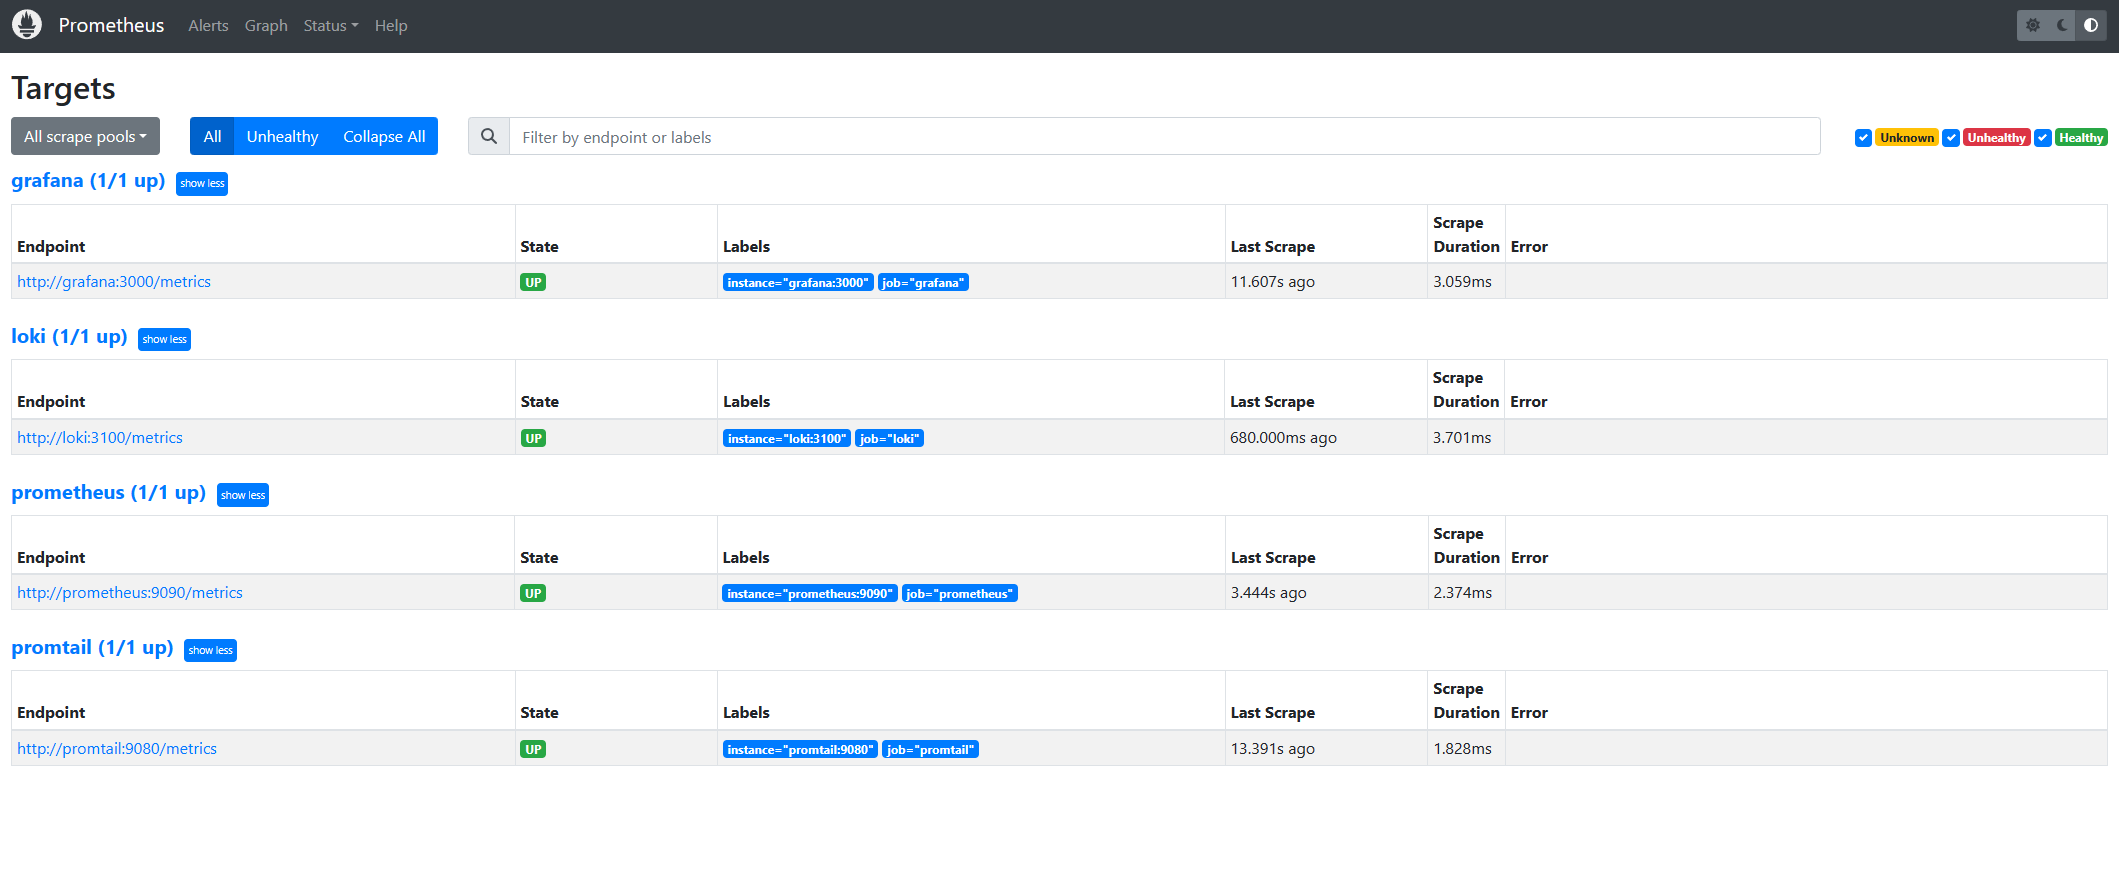 Prometheus Alerts Graph Status Help
Targets
All scrape pools All Unhealthy Collapse All Filter by endpoint or labels Unknown Unhealthy Healthy
grafana (1/1 up) show less
Endpoint State Labels Last Scrape Scrape Duration Error
http://grafana:3000/metrics UP instance="grafana:3000" job="grafana" 11.607s ago 3.059ms
loki (1/1 up) show less
Endpoint State Labels Last Scrape Scrape Duration Error
http://loki:3100/metrics UP instance="loki:3100" job="loki" 680.000ms ago 3.701ms
prometheus (1/1 up) show less
Endpoint State Labels Last Scrape Scrape Duration Error
http://prometheus:9090/metrics UP instance="prometheus:9090" job="prometheus" 3.444s ago 2.374ms
promtail (1/1 up) show less
Endpoint State Labels Last Scrape Scrape Duration Error
http://promtail:9080/metrics UP instance="promtail:9080" job="promtail" 13.391s ago 1.828ms